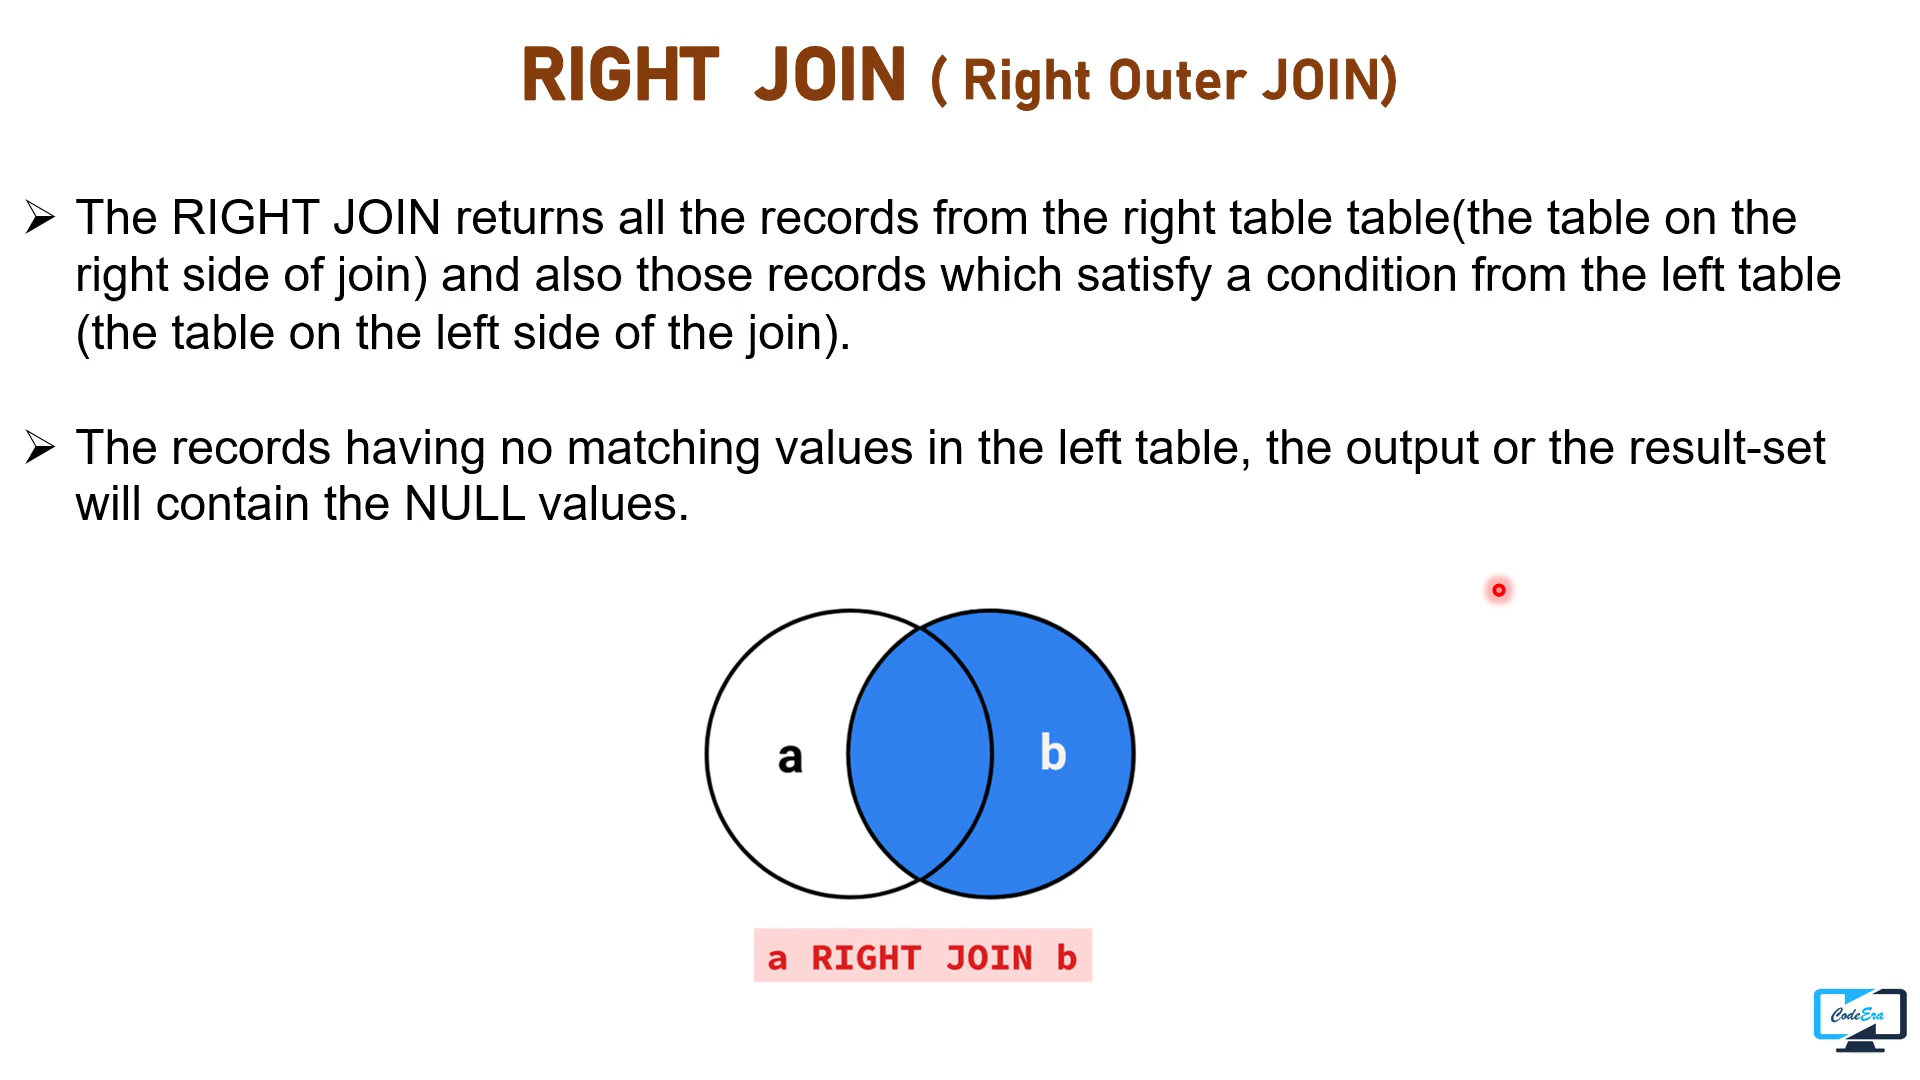 RIGHT JOIN ( Right Outer JOIN)
➢ The RIGHT JOIN returns all the records from the right table table(the table on the
right side of join) and also those records which satisfy a condition from the left table
(the table on the left side of the join).
➢ The records having no matching values in the left table, the output or the result-set
will contain the NULL values.
a b
a RIGHT JOIN b
CodeEra